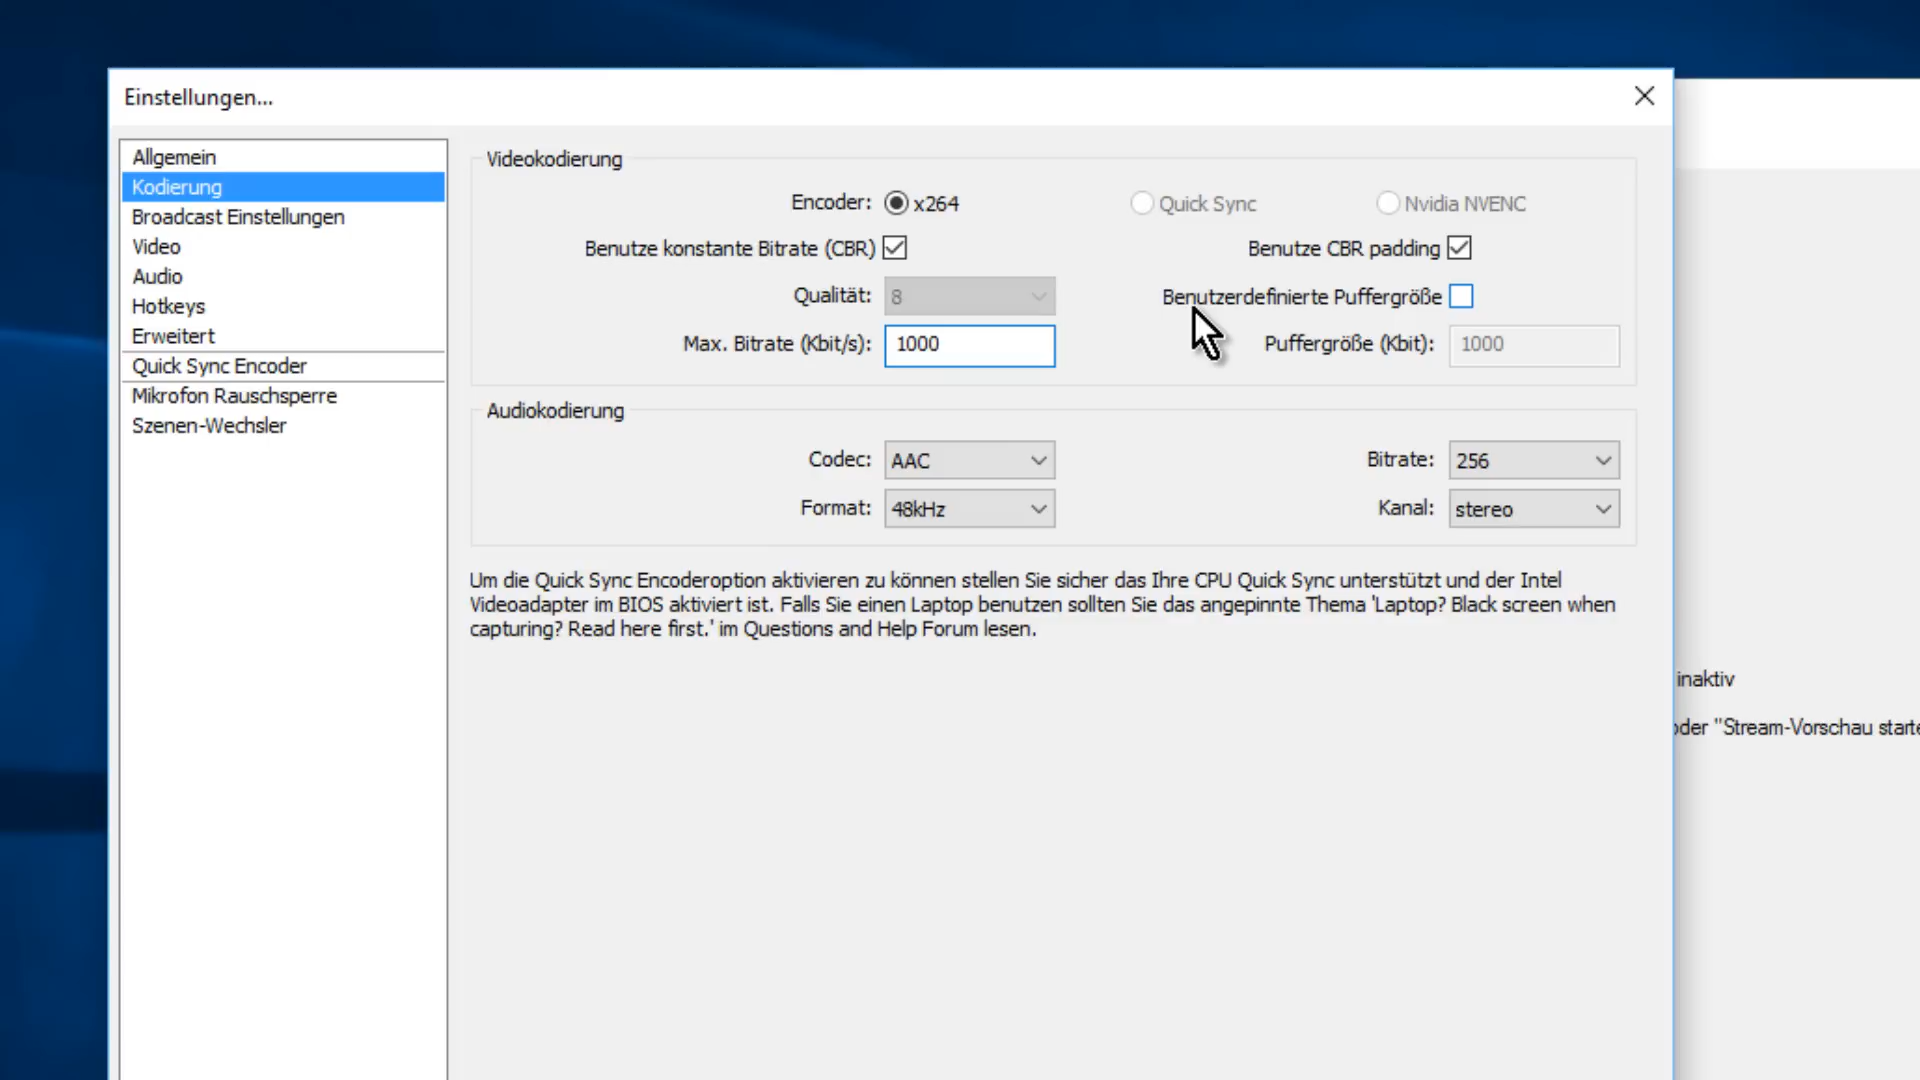 Einstellungen...
Allgemein
Kodierung
Broadcast Einstellungen
Video
Audio
Hotkeys
Erweitert
Quick Sync Encoder
Mikrofon Rauschsperre
Szenen-Wechsler
Videokodierung
Encoder: x264 Quick Sync Nvidia NVENC
Benutze konstante Bitrate (CBR) Benutze CBR padding
Qualität: 8 Benutzerdefinierte Puffergröße
Max. Bitrate (Kbit/s): 1000 Puffergröße (Kbit): 1000
Audiokodierung
Codec: AAC Bitrate: 256
Format: 48kHz Kanal: stereo
Um die Quick Sync Encoderoption aktivieren zu können stellen Sie sicher das Ihre CPU Quick Sync unterstützt und der Intel
Videoadapter im BIOS aktiviert ist. Falls Sie einen Laptop benutzen sollten Sie das angepinnte Thema 'Laptop? Black screen when
capturing? Read here first.' im Questions and Help Forum lesen.
inaktiv
oder "Stream-Vorschau starte